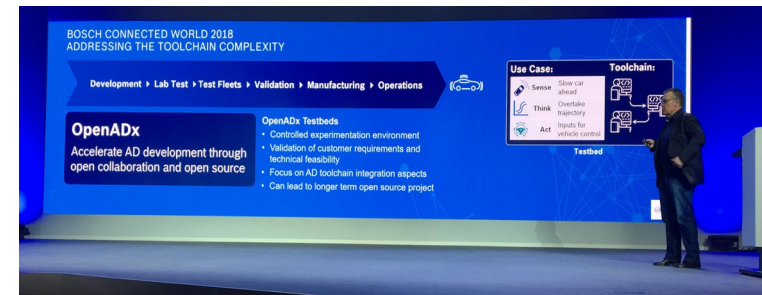 BOSCH CONNECTED WORLD 2018
ADDRESSING THE TOOLCHAIN COMPLEXITY
Development ▸ Lab Test ▸ Test Fleets ▸ Validation ▸ Manufacturing ▸ Operations
OpenADx
Accelerate AD development through
open collaboration and open source
OpenADx Testbeds
• Controlled experimentation environment
• Validation of customer requirements and
technical feasibility
• Focus on AD toolchain integration aspects
• Can lead to longer term open source project
Use Case:
Toolchain:
Sense
Slow car
ahead
Think
Overtake
trajectory
Act
Inputs for
vehicle control
Testbed